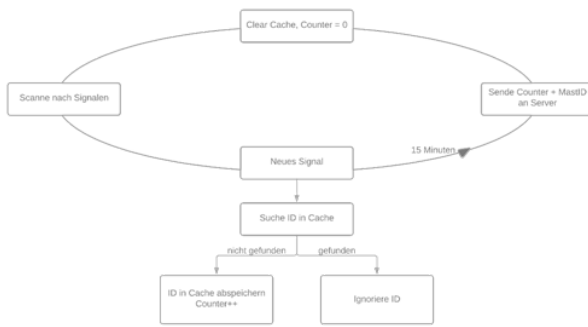 Clear Cache, Counter = 0
Scanne nach Signalen
Sende Counter + MastID
an Server
15 Minuten
Neues Signal
Suche ID in Cache
nicht gefunden
gefunden
ID in Cache abspeichern
Counter++
Ignoriere ID